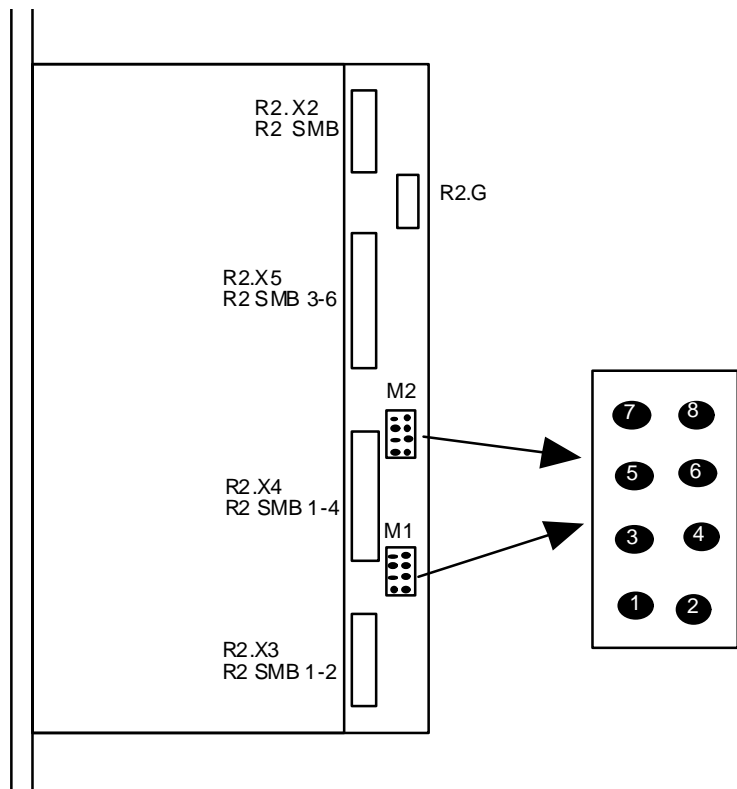 R2.X2
R2 SMB
R2.G
R2.X5
R2 SMB 3-6
M2
7 8
5 6
R2.X4
R2 SMB 1-4
M1
3 4
1 2
R2.X3
R2 SMB 1-2